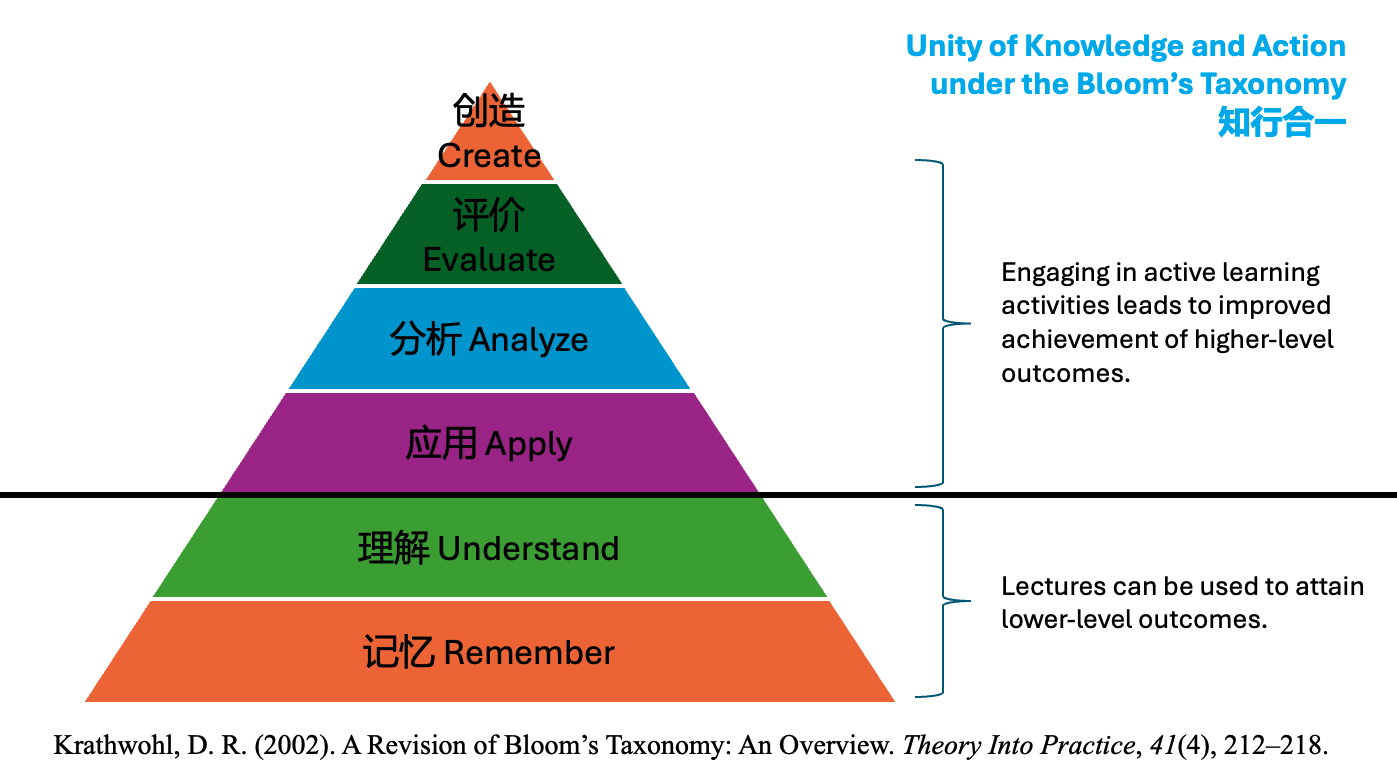 Unity of Knowledge and Action
under the Bloom’s Taxonomy
知行合一
创造
Create
评价
Evaluate
分析 Analyze
应用 Apply
理解 Understand
记忆 Remember
Engaging in active learning
activities leads to improved
achievement of higher-level
outcomes.
Lectures can be used to attain
lower-level outcomes.
Krathwohl, D. R. (2002). A Revision of Bloom’s Taxonomy: An Overview. Theory Into Practice, 41(4), 212–218.